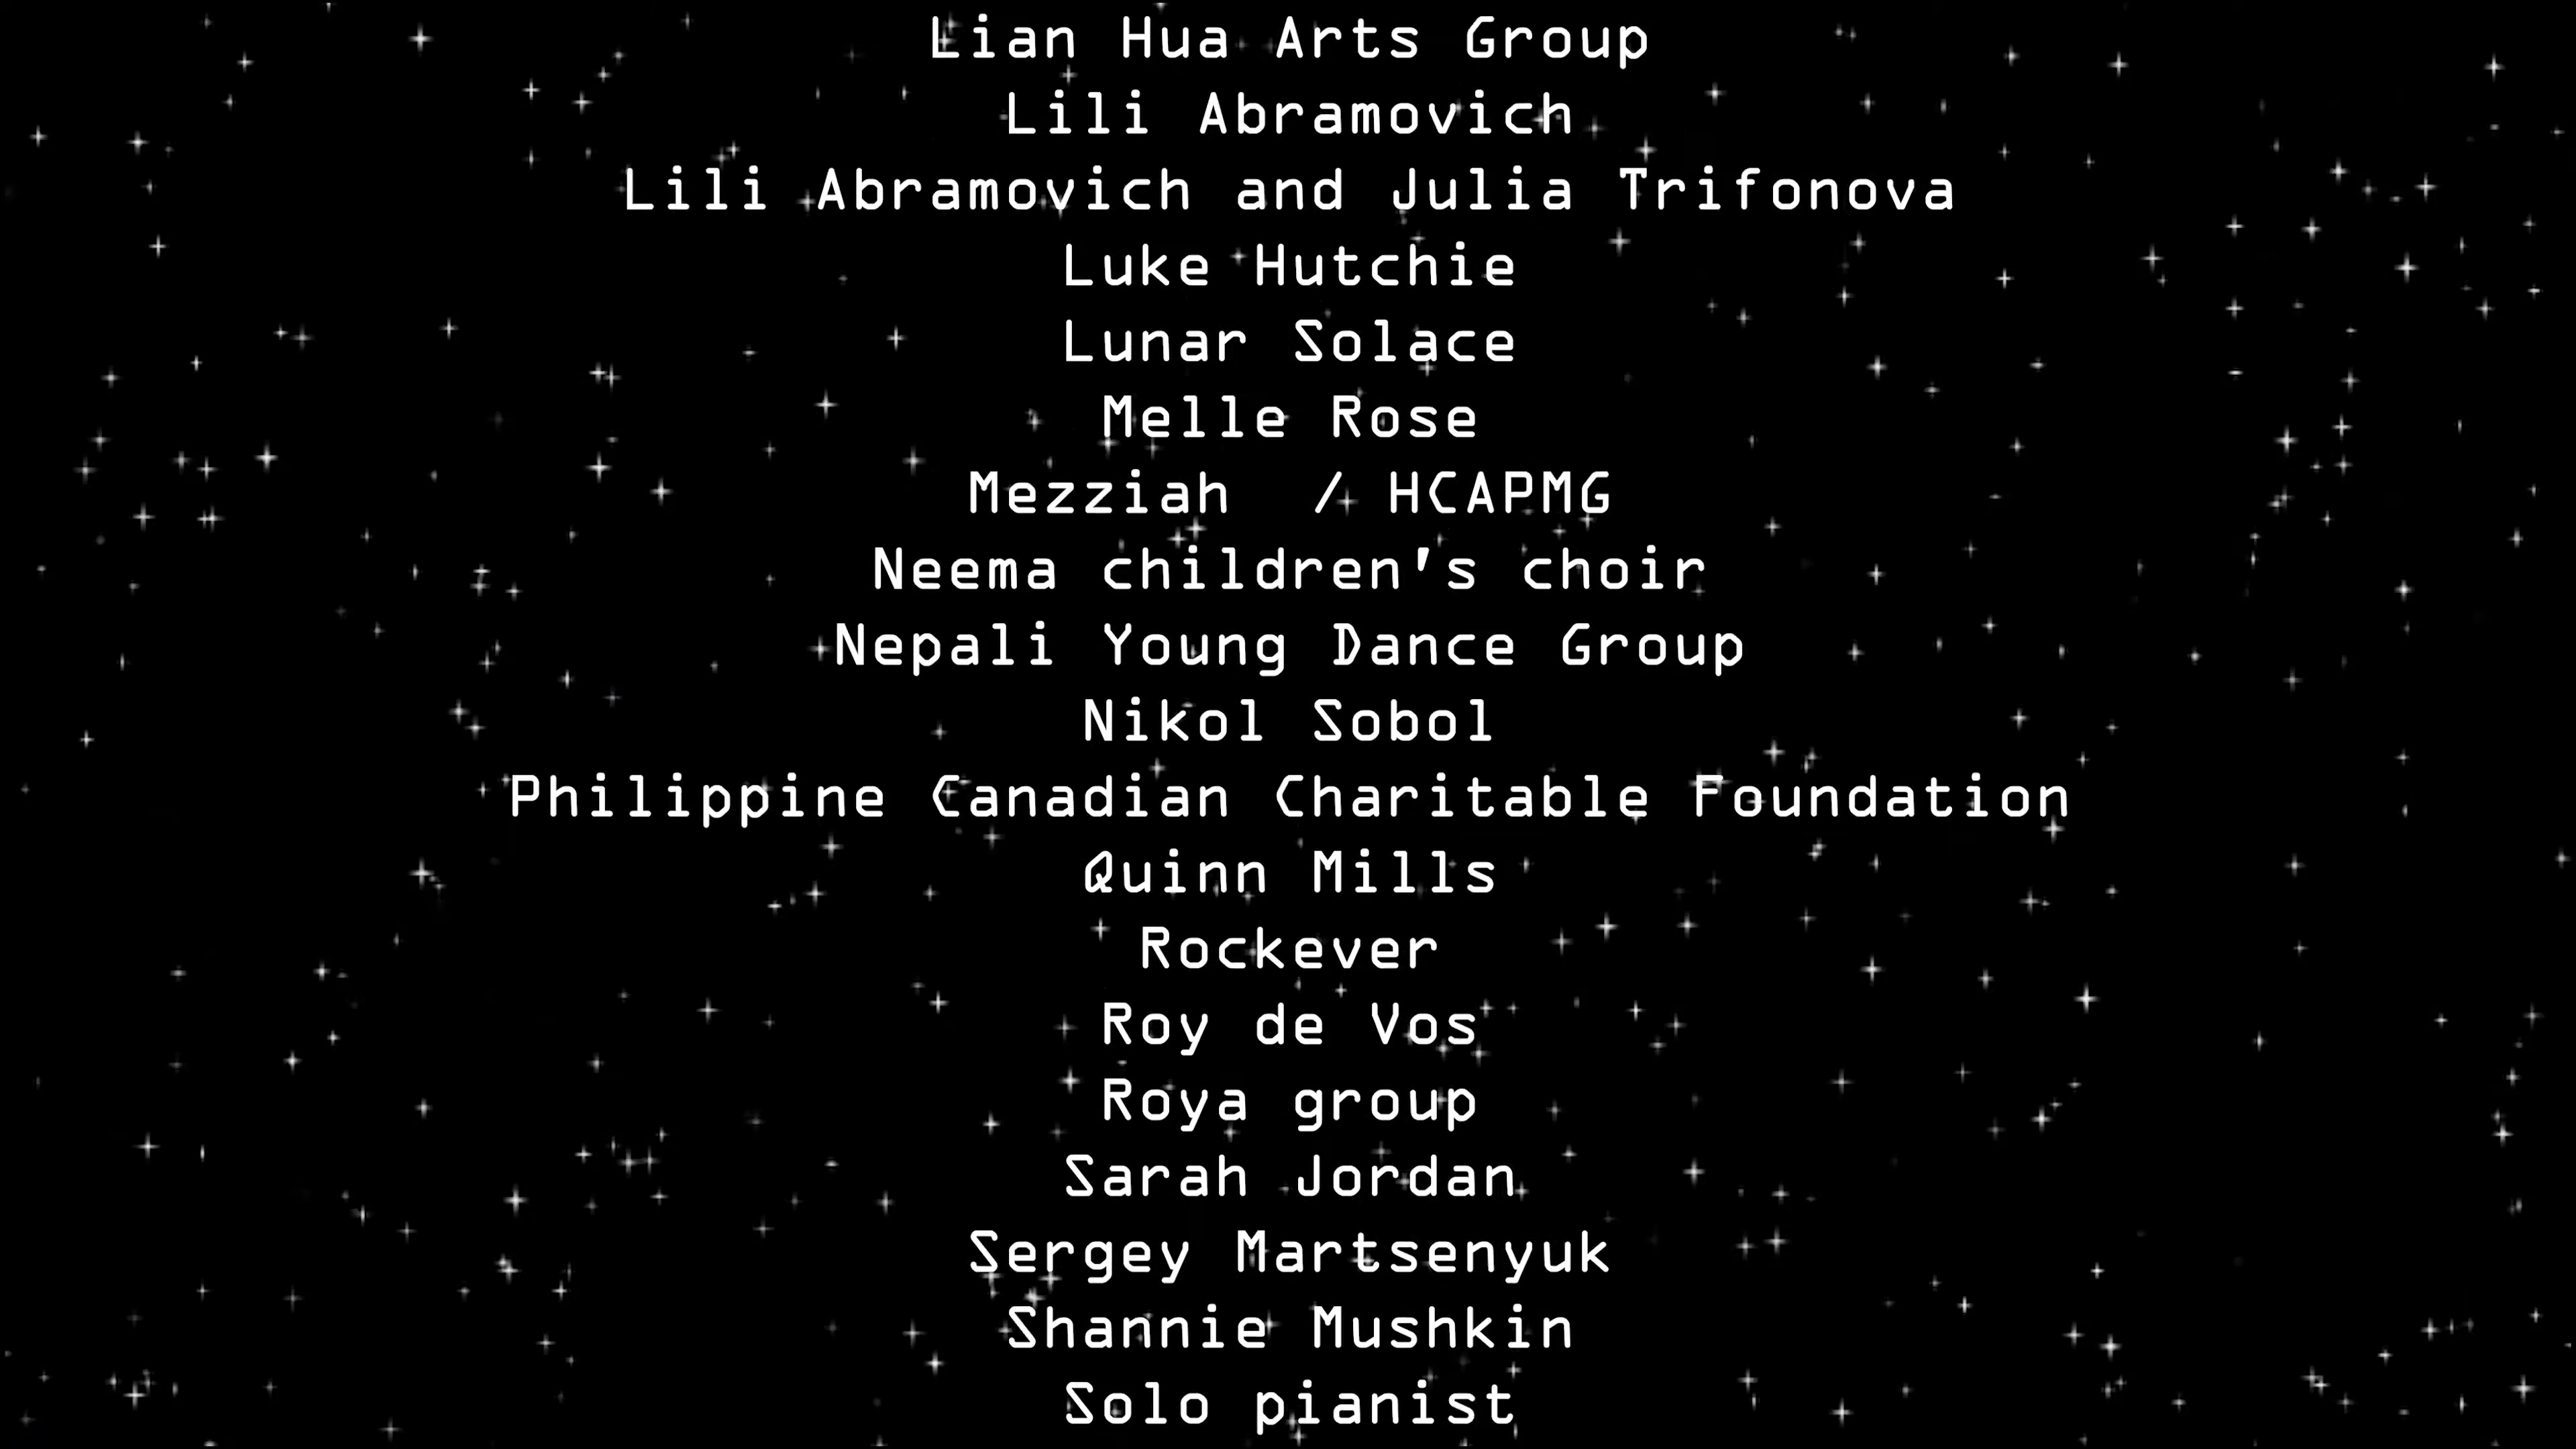 Lian Hua Arts Group
Lili Abramovich
Lili Abramovich and Julia Trifonova
Luke Hutchie
Lunar Solace
Melle Rose
Mezziah  / HCAPMG
Neema children's choir
Nepali Young Dance Group
Nikol Sobol
Philippine Canadian Charitable Foundation
Quinn Mills
Rockever
Roy de Vos
Roya group
Sarah Jordan
Sergey Martsenyuk
Shannie Mushkin
Solo pianist